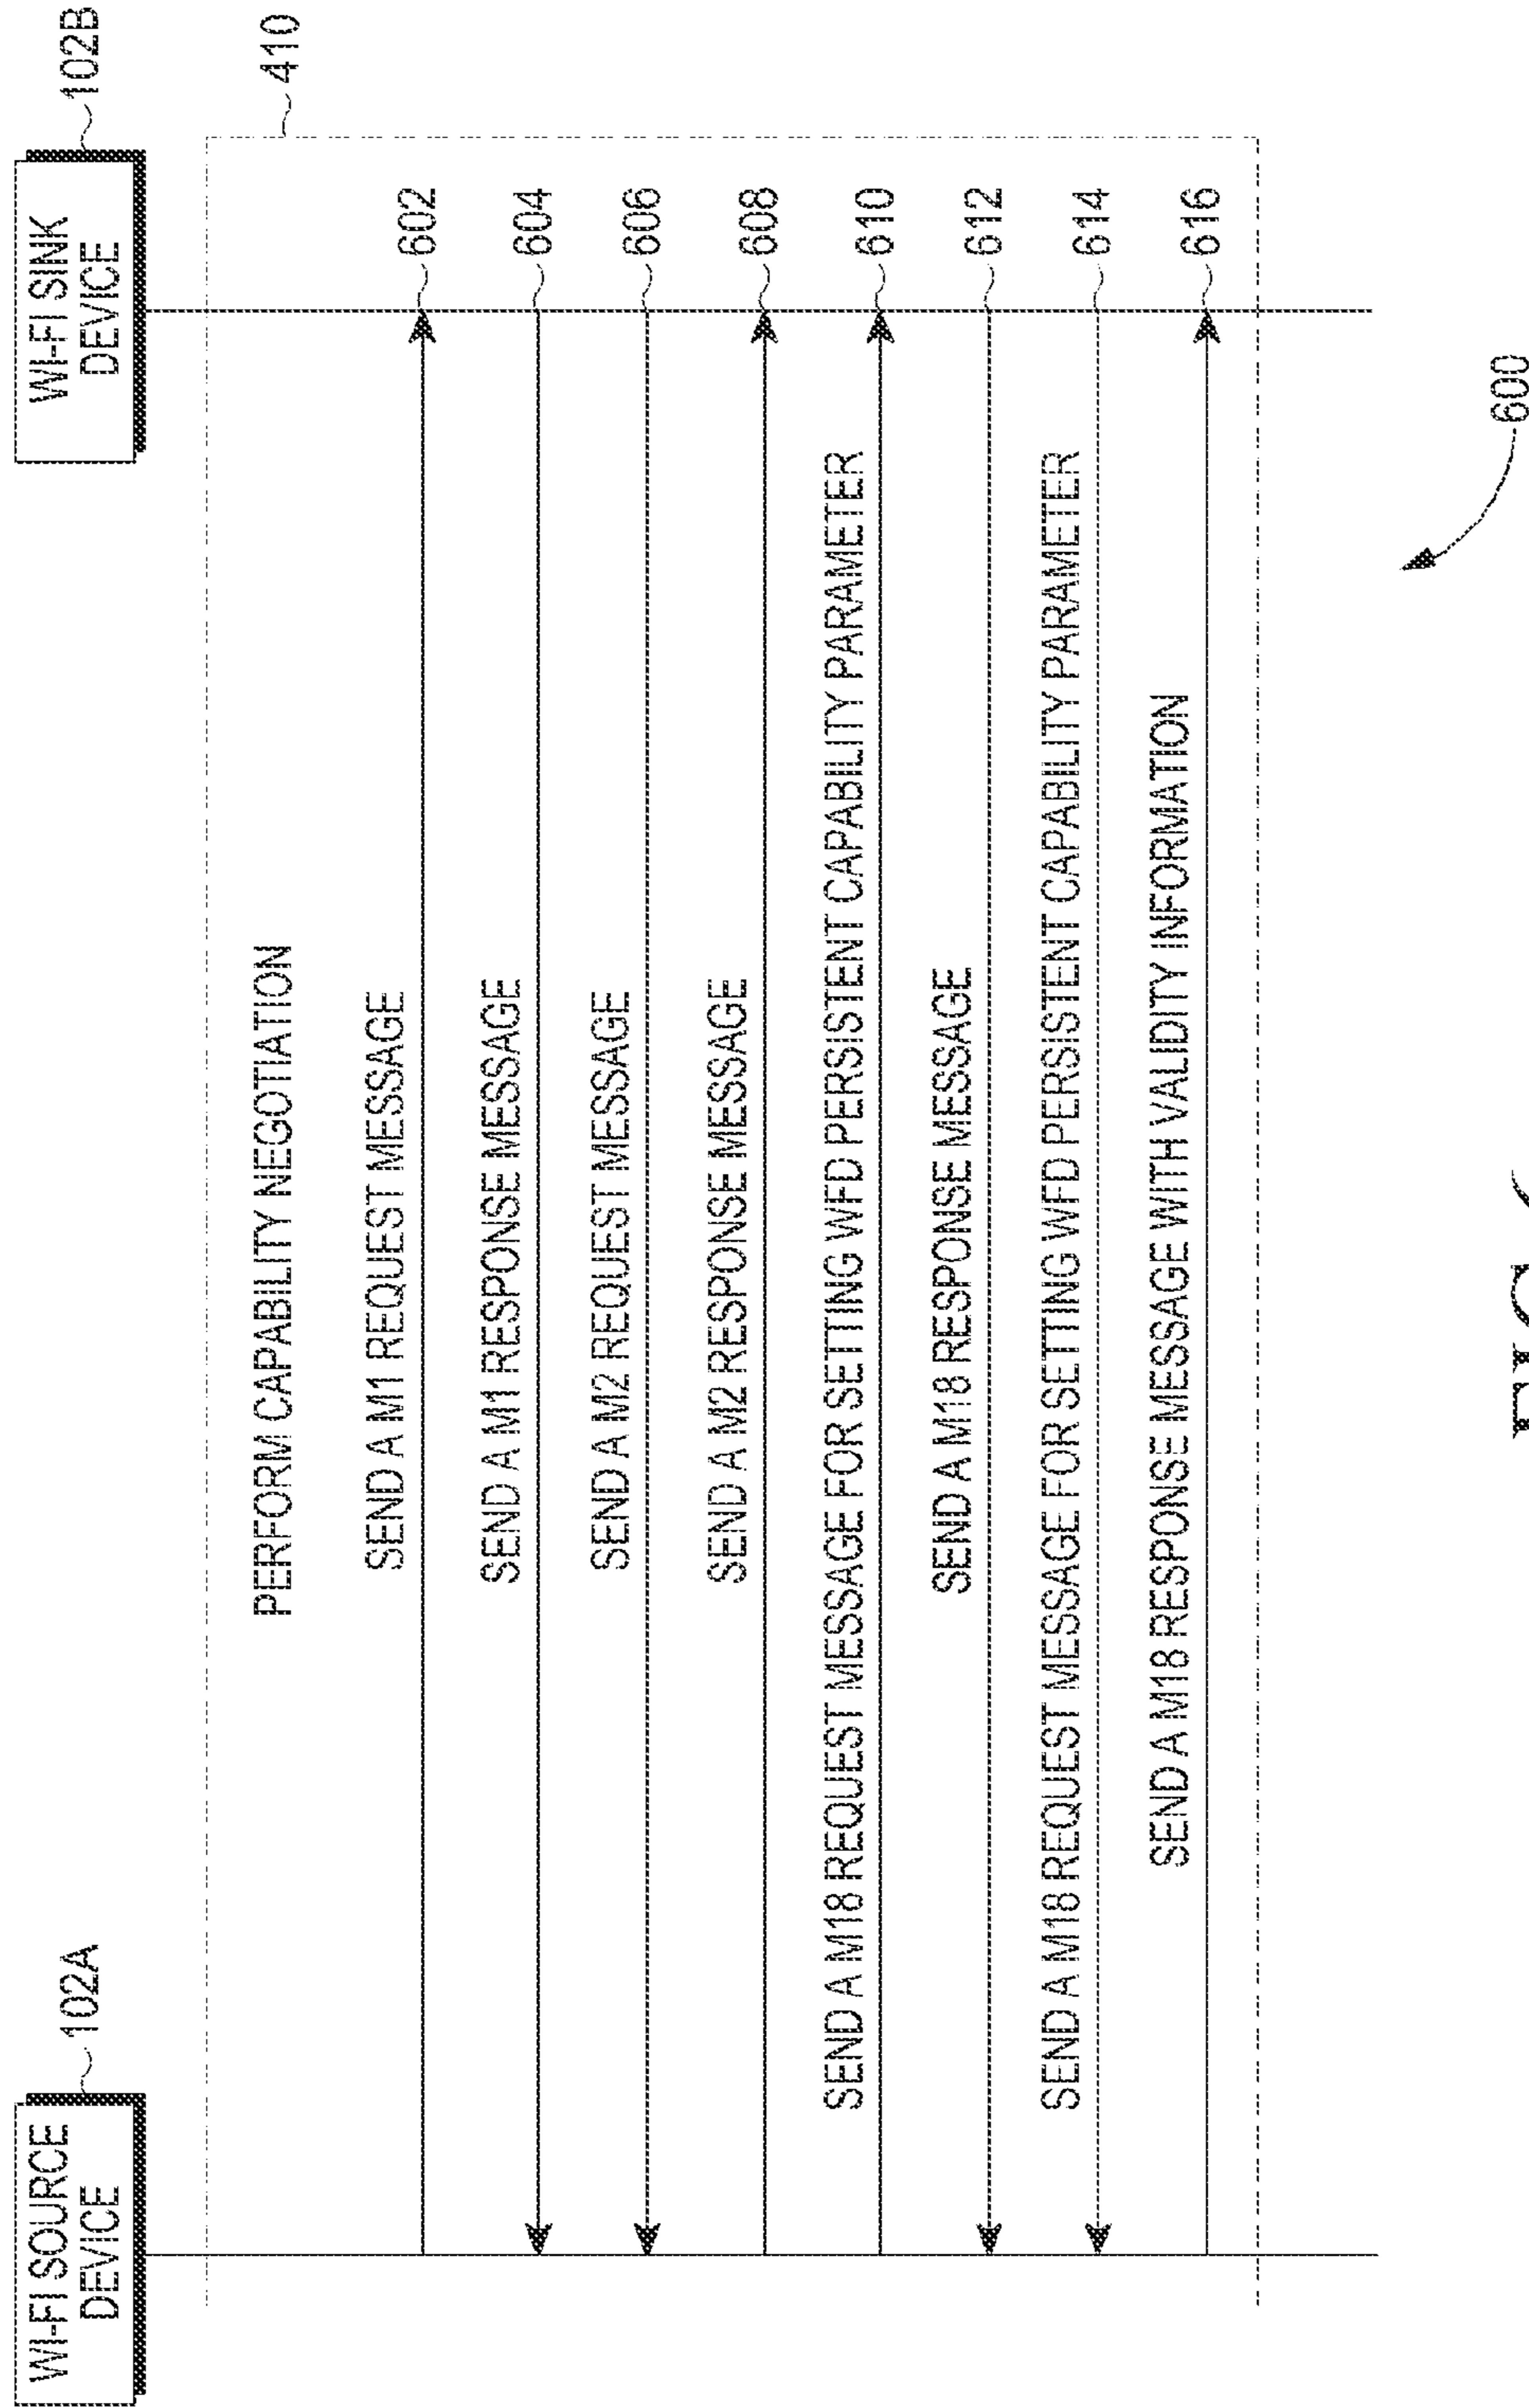 WI-FI SOURCE
DEVICE
102A
WI-FI SINK
DEVICE
102B
410
PERFORM CAPABILITY NEGOTIATION
SEND A M1 REQUEST MESSAGE
602
SEND A M1 RESPONSE MESSAGE
604
SEND A M2 REQUEST MESSAGE
606
SEND A M2 RESPONSE MESSAGE
608
SEND A M18 REQUEST MESSAGE FOR SETTING WFD PERSISTENT CAPABILITY PARAMETER
610
SEND A M18 RESPONSE MESSAGE
612
SEND A M18 REQUEST MESSAGE FOR SETTING WFD PERSISTENT CAPABILITY PARAMETER
614
SEND A M18 RESPONSE MESSAGE WITH VALIDITY INFORMATION
616
600